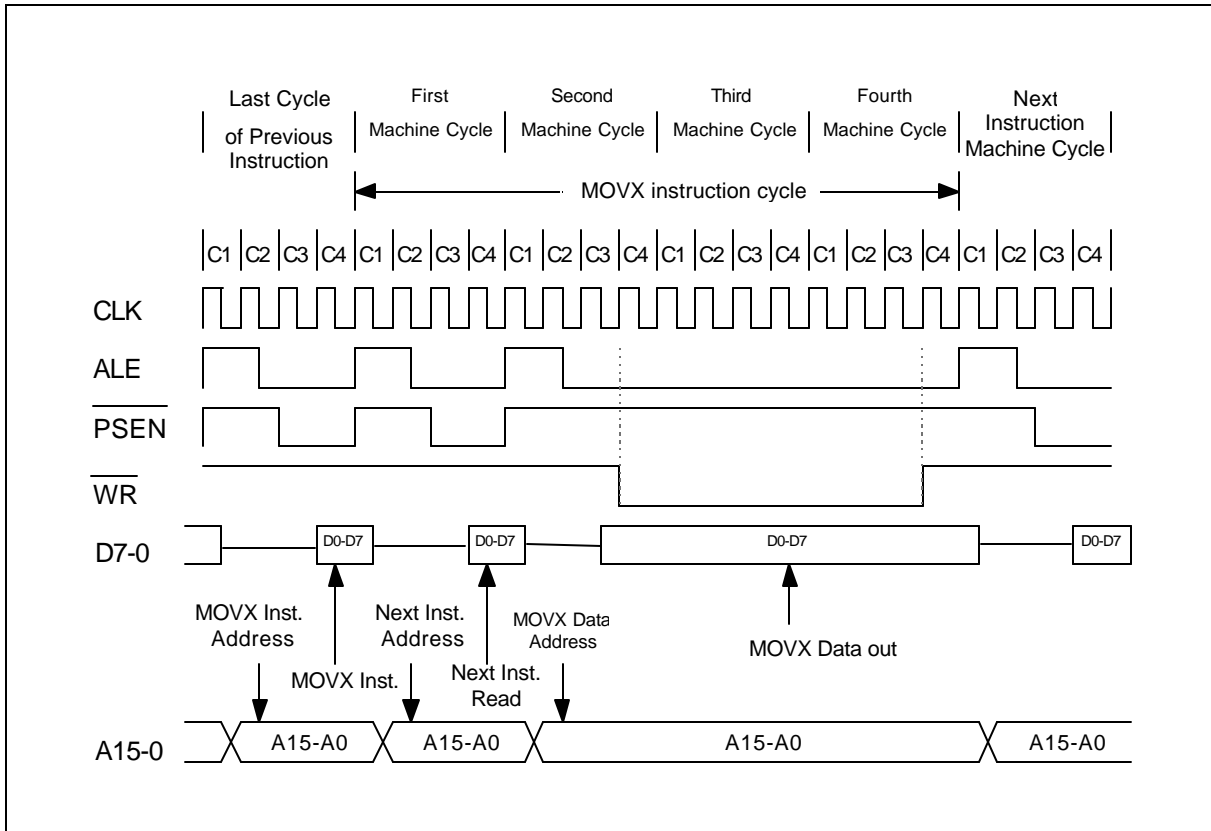 Last Cycle
of Previous
Instruction
First
Machine Cycle
Second
Machine Cycle
Third
Machine Cycle
Fourth
Machine Cycle
Next
Instruction
Machine Cycle
MOVX instruction cycle
C1 C2 C3 C4 C1 C2 C3 C4 C1 C2 C3 C4 C1 C2 C3 C4 C1 C2 C3 C4 C1 C2 C3 C4
CLK
ALE
PSEN
WR
D7-0
D0-D7 D0-D7 D0-D7 D0-D7
MOVX Inst.
Address
MOVX Inst.
Next Inst.
Address
Next Inst.
Read
MOVX Data
Address
MOVX Data out
A15-0
A15-A0 A15-A0 A15-A0 A15-A0